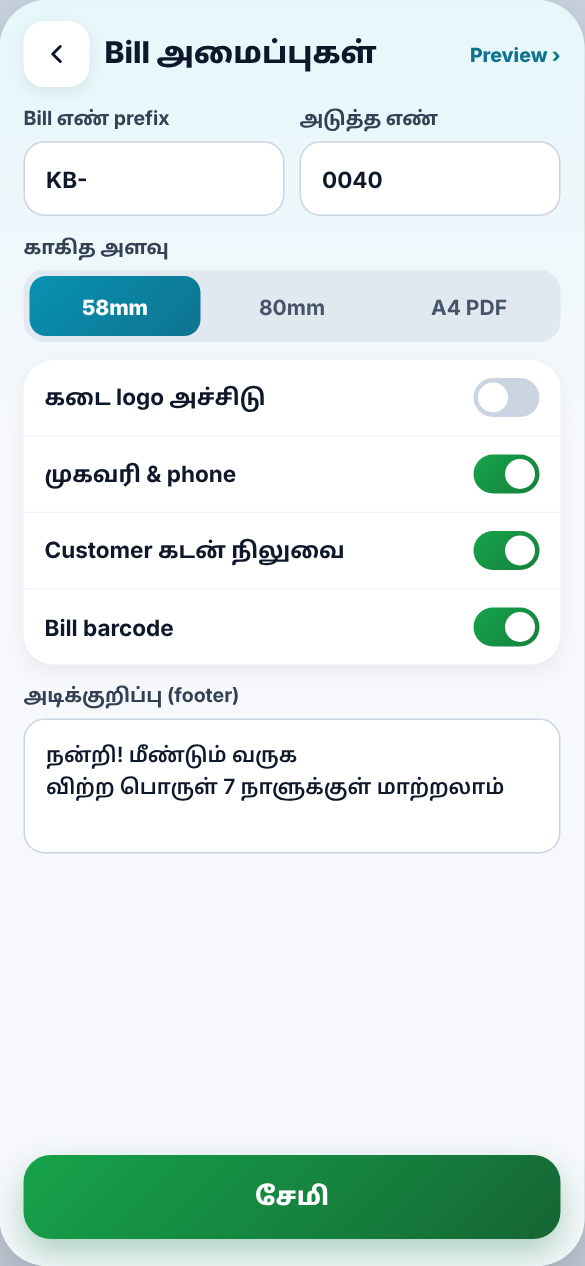 Bill அமைப்புகள்
Preview ›
Bill எண் prefix
அடுத்த எண்
KB-
0040
காகித அளவு
58mm
80mm
A4 PDF
கடை logo அச்சிடு
முகவரி & phone
Customer கடன் நிலுவை
Bill barcode
அடிக்குறிப்பு (footer)
நன்றி! மீண்டும் வருக
விற்ற பொருள் 7 நாளுக்குள் மாற்றலாம்
சேமி